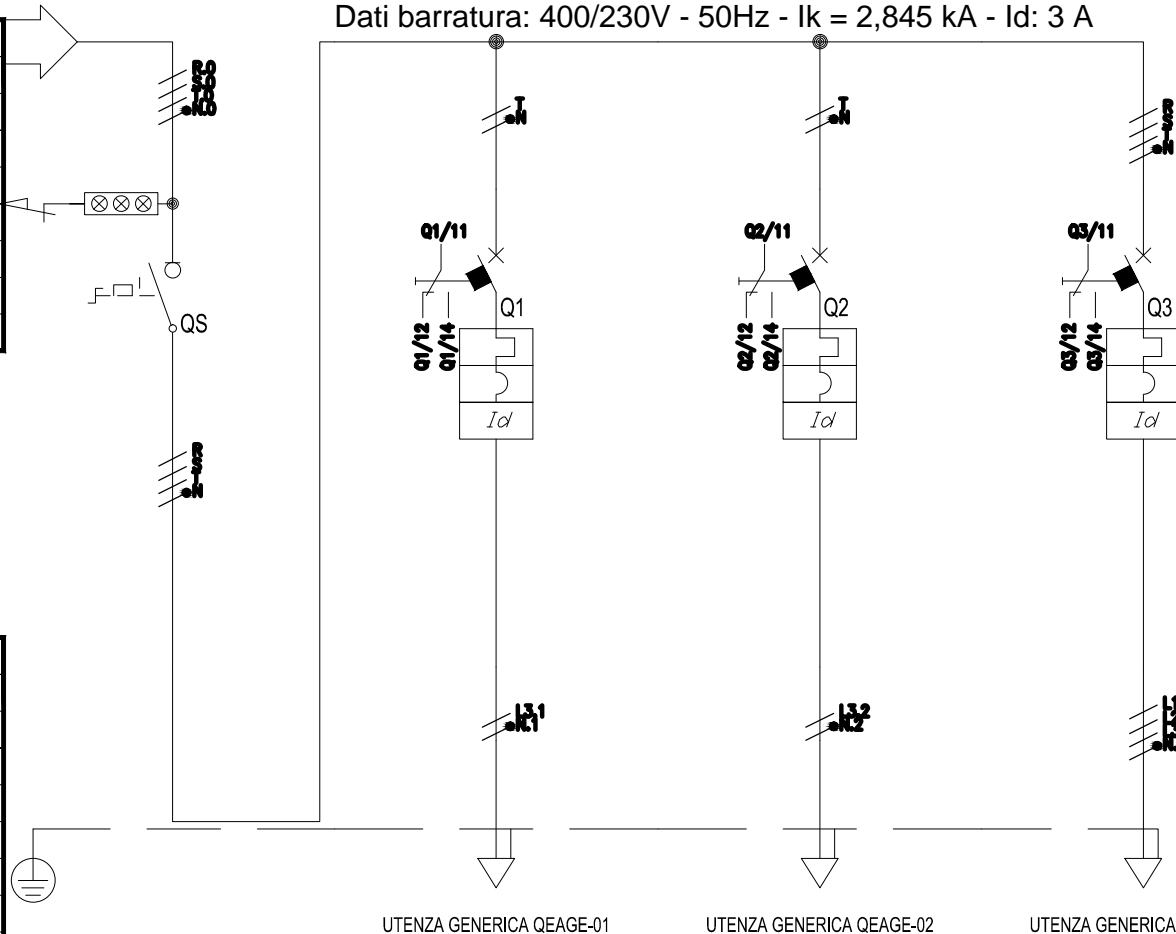 Dati barratura: 400/230V - 50Hz - Ik = 2,845 kA - Id: 3 A
R.0
S.0
T.0
N.0
T
N
T
N
R
S
T
N
Q1/11
Q2/11
Q3/11
QS
Q1
Q2
Q3
Q1/12
Q1/14
Q2/12
Q2/14
Q3/12
Q3/14
Id
Id
Id
R
S
T
N
L3.1
N.1
L3.2
N.2
UTENZA GENERICA QEAGE-01
UTENZA GENERICA QEAGE-02
UTENZA GENERICA